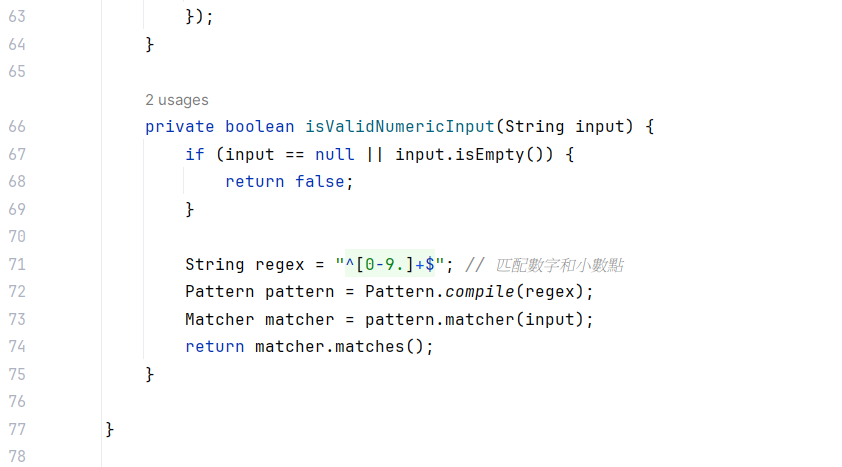 63 });
64 }
65
2 usages
66 private boolean isValidNumericInput(String input) {
67 if (input == null || input.isEmpty()) {
68 return false;
69 }
70
71 String regex = "^[0-9.]+$"; // 匹配數字和小數點
72 Pattern pattern = Pattern.compile(regex);
73 Matcher matcher = pattern.matcher(input);
74 return matcher.matches();
75 }
76
77 }
78